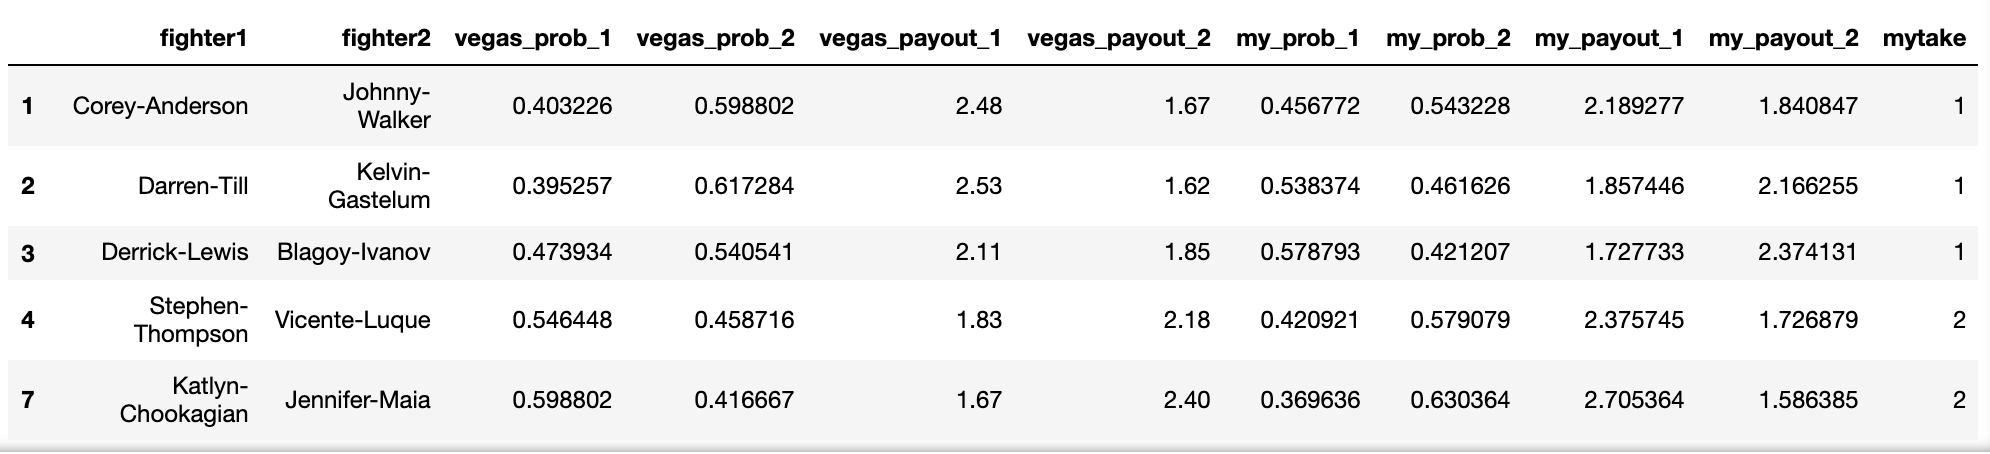 fighter1 fighter2 vegas_prob_1 vegas_prob_2 vegas_payout_1 vegas_payout_2 my_prob_1 my_prob_2 my_payout_1 my_payout_2 mytake
1 Corey-Anderson Johnny-Walker 0.403226 0.598802 2.48 1.67 0.456772 0.543228 2.189277 1.840847 1
2 Darren-Till Kelvin-Gastelum 0.395257 0.617284 2.53 1.62 0.538374 0.461626 1.857446 2.166255 1
3 Derrick-Lewis Blagoy-Ivanov 0.473934 0.540541 2.11 1.85 0.578793 0.421207 1.727733 2.374131 1
4 Stephen-Thompson Vicente-Luque 0.546448 0.458716 1.83 2.18 0.420921 0.579079 2.375745 1.726879 2
7 Katlyn-Chookagian Jennifer-Maia 0.598802 0.416667 1.67 2.40 0.369636 0.630364 2.705364 1.586385 2